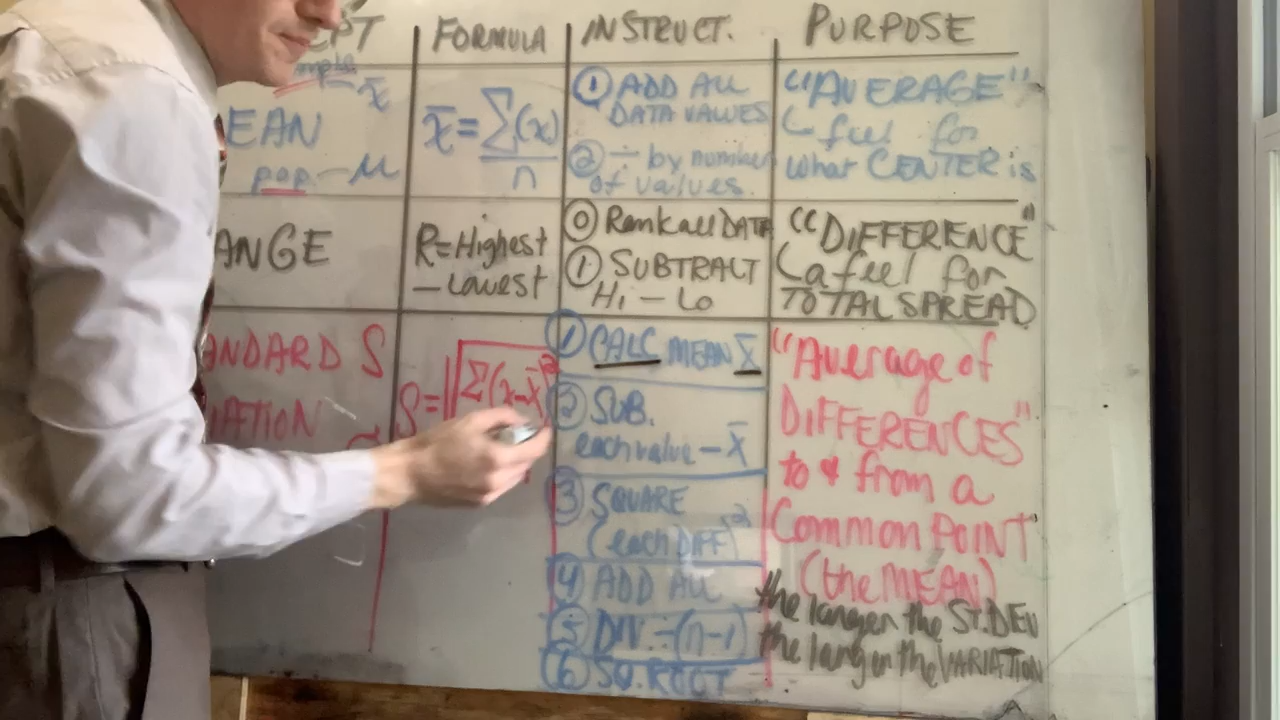 EPT FORMULA INSTRUCT. PURPOSE
x̄
EAN
pop — μ
x̄ = Σ(x)
n
① ADD ALL
DATA VALUES
② ÷ by number
of values.
"AVERAGE"
feel for
what CENTER is
ANGE
R=Highest
— Lowest
⓪ Rank all DATA
① SUBTRACT
Hi — Lo
"DIFFERENCE"
a feel for
TOTAL SPREAD
ANDARD S
IATION
S=√Σ(x-x̄)²
① CALC MEAN x̄
② SUB.
each value — x̄
③ SQUARE
(each DIFF)²
④ ADD ALL
⑤ DIV ÷(n-1)
⑥ SQ. ROOT
"Average of
DIFFERENCES"
to & from a
Common POINT"
(the MEAN)
the larger the ST.DEV
the larger the VARIATION